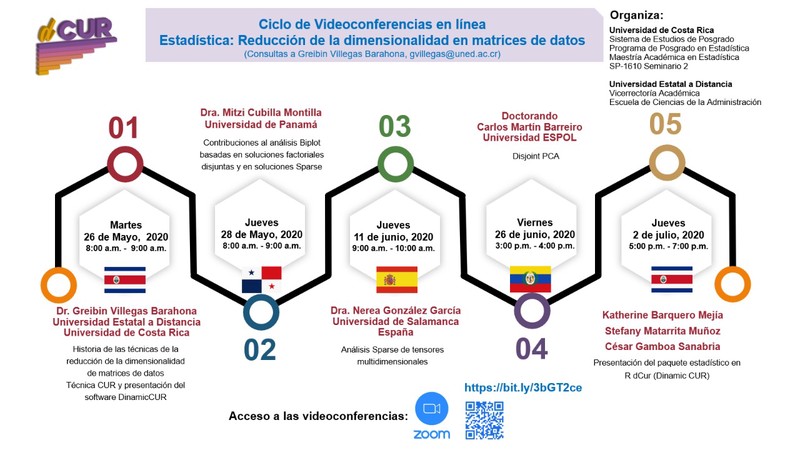 dCUR
Ciclo de Videoconferencias en línea
Estadística: Reducción de la dimensionalidad en matrices de datos
(Consultas a Greibin Villegas Barahona, gvillegas@uned.ac.cr)
Organiza:
Universidad de Costa Rica
Sistema de Estudios de Posgrado
Programa de Posgrado en Estadística
Maestría Académica en Estadística
SP-1610 Seminario 2
Universidad Estatal a Distancia
Vicerrectoría Académica
Escuela de Ciencias de la Administración
01
Martes
26 de Mayo, 2020
8:00 a.m. - 9:00 a.m.
Dr. Greibin Villegas Barahona
Universidad Estatal a Distancia
Universidad de Costa Rica
Historia de las técnicas de la
reducción de la dimensionalidad
de matrices de datos
Técnica CUR y presentación del
software DinamicCUR
Dra. Mitzi Cubilla Montilla
Universidad de Panamá
Contribuciones al análisis Biplot
basadas en soluciones factoriales
disjuntas y en soluciones Sparse
Jueves
28 de Mayo, 2020
8:00 a.m. - 9:00 a.m.
02
03
Jueves
11 de junio, 2020
9:00 a.m. - 10:00 a.m.
Dra. Nerea González García
Universidad de Salamanca
España
Análisis Sparse de tensores
multidimensionales
Doctorando
Carlos Martín Barreiro
Universidad ESPOL
Disjoint PCA
Viernes
26 de junio, 2020
3:00 p.m. - 4:00 p.m.
04
05
Jueves
2 de julio, 2020
5:00 p.m. - 7:00 p.m.
Katherine Barquero Mejía
Stefany Matarrita Muñoz
César Gamboa Sanabria
Presentación del paquete estadístico en
R dCur (Dinamic CUR)
https://bit.ly/3bGT2ce
Acceso a las videoconferencias:
zoom